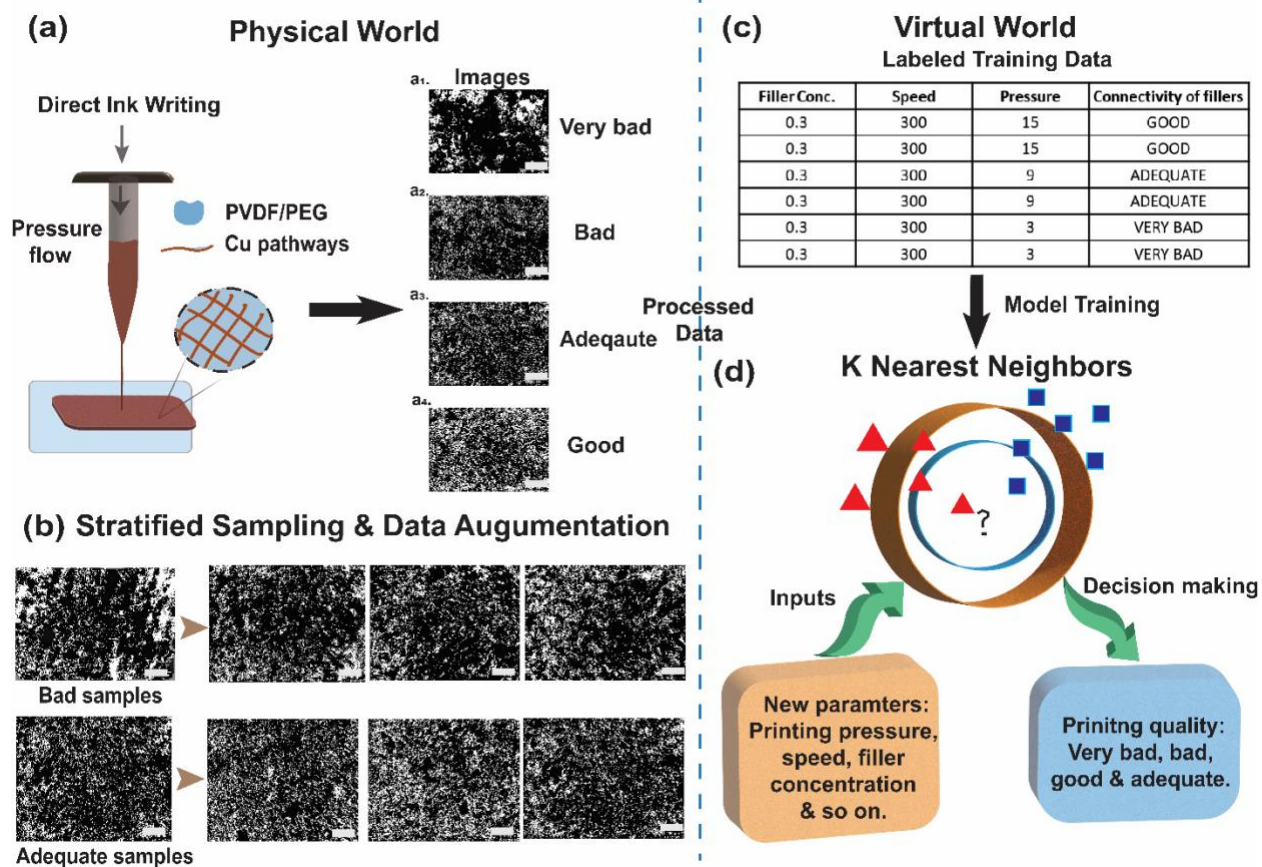 (a)
Physical World
Direct Ink Writing
Pressure
flow
PVDF/PEG
Cu pathways
a₁.
Images
Very bad
a₂.
Bad
a₃.
Adeqaute
a₄.
Good
Processed
Data
(b) Stratified Sampling & Data Augumentation
Bad samples
Adequate samples
(c)
Virtual World
Labeled Training Data
Filler Conc. Speed Pressure Connectivity of fillers
0.3 300 15 GOOD
0.3 300 15 GOOD
0.3 300 9 ADEQUATE
0.3 300 9 ADEQUATE
0.3 300 3 VERY BAD
0.3 300 3 VERY BAD
Model Training
(d)
K Nearest Neighbors
?
Inputs
Decision making
New paramters:
Printing pressure,
speed, filler
concentration
& so on.
Prinitng quality:
Very bad, bad,
good & adequate.